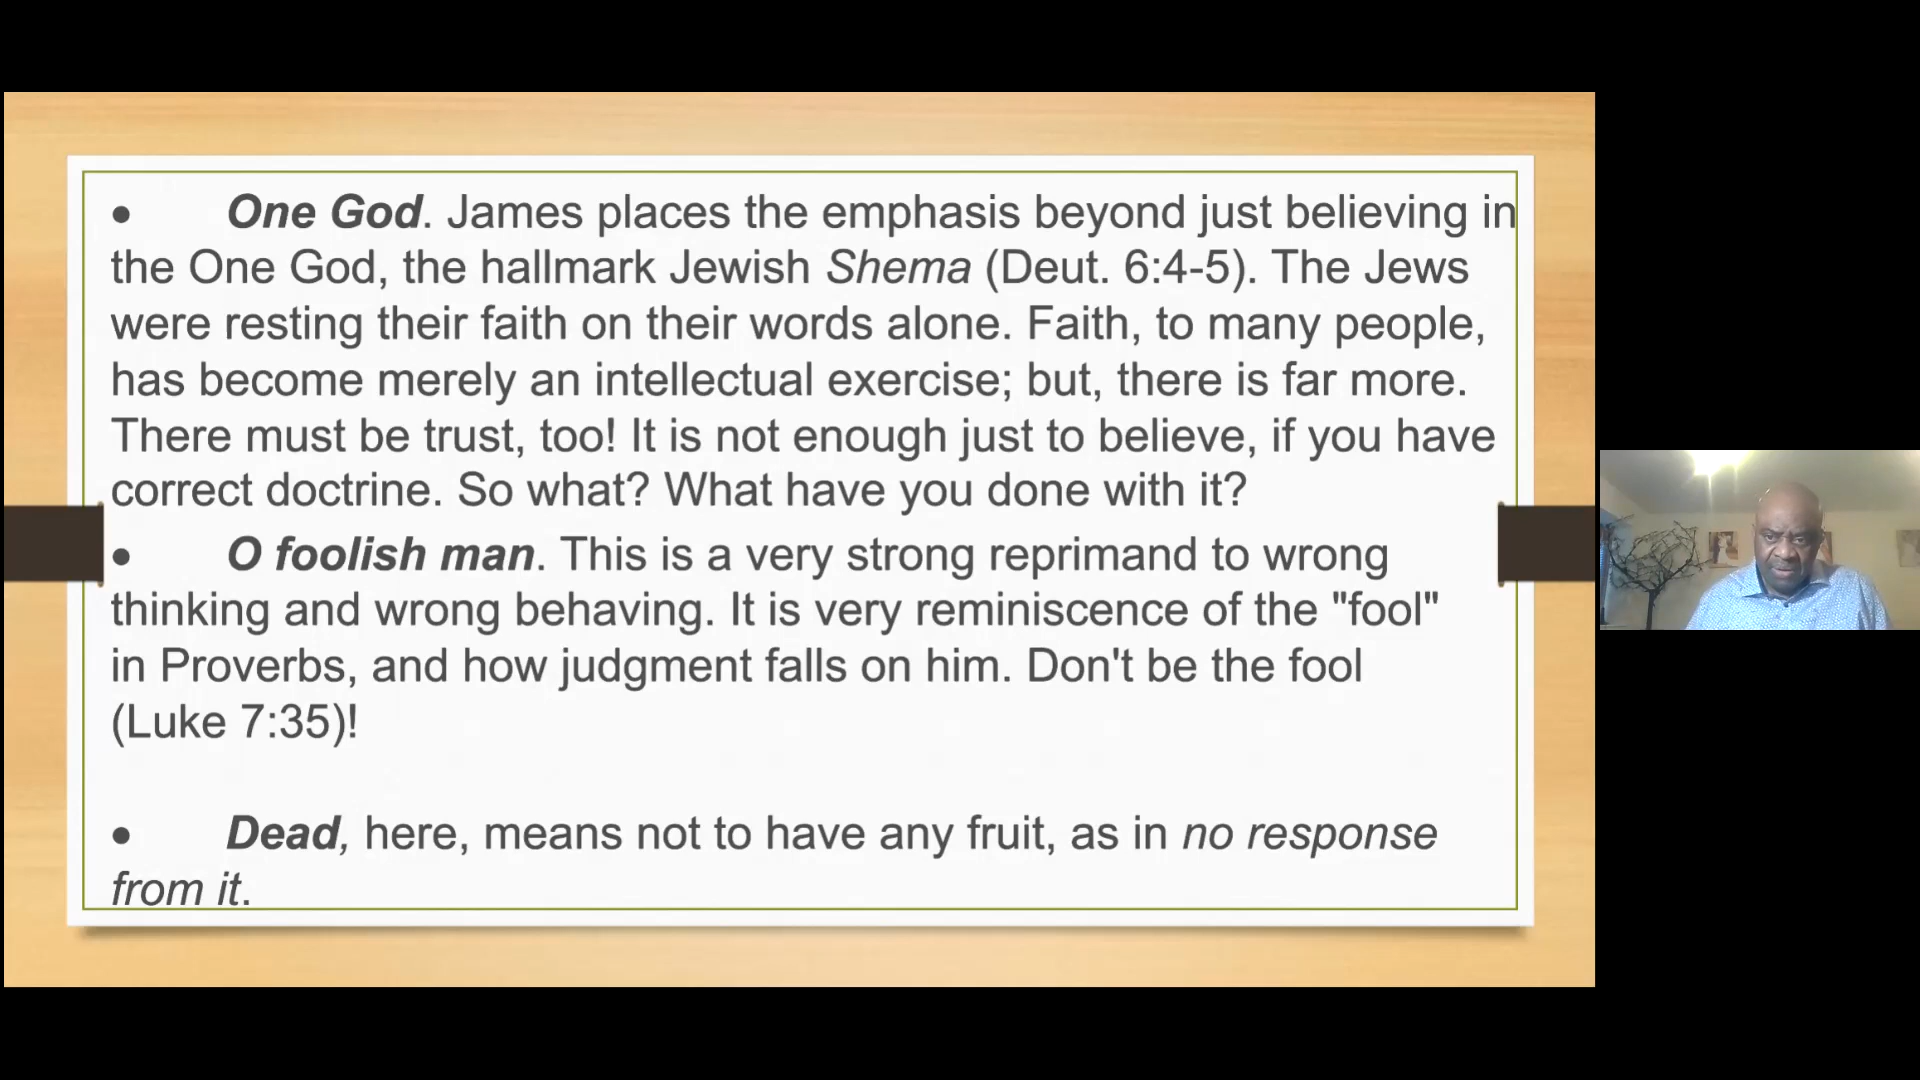 • One God. James places the emphasis beyond just believing in
the One God, the hallmark Jewish Shema (Deut. 6:4-5). The Jews
were resting their faith on their words alone. Faith, to many people,
has become merely an intellectual exercise; but, there is far more.
There must be trust, too! It is not enough just to believe, if you have
correct doctrine. So what? What have you done with it?
• O foolish man. This is a very strong reprimand to wrong
thinking and wrong behaving. It is very reminiscence of the "fool"
in Proverbs, and how judgment falls on him. Don't be the fool
(Luke 7:35)!
• Dead, here, means not to have any fruit, as in no response
from it.